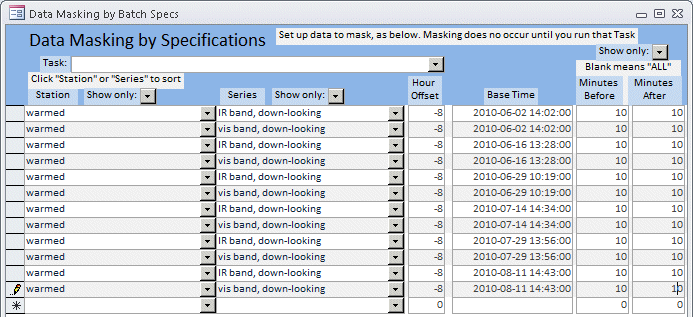 Data Masking by Batch Specs
Data Masking by Specifications
Set up data to mask, as below. Masking does no occur until you run that Task
Show only:
Task:
Blank means "ALL"
Click "Station" or "Series" to sort
Station Show only: Series Show only: Hour Offset Base Time Minutes Before Minutes After
warmed IR band, down-looking -8 2010-06-02 14:02:00 10 10
warmed vis band, down-looking -8 2010-06-02 14:02:00 10 10
warmed IR band, down-looking -8 2010-06-16 13:28:00 10 10
warmed vis band, down-looking -8 2010-06-16 13:28:00 10 10
warmed IR band, down-looking -8 2010-06-29 10:19:00 10 10
warmed vis band, down-looking -8 2010-06-29 10:19:00 10 10
warmed IR band, down-looking -8 2010-07-14 14:34:00 10 10
warmed vis band, down-looking -8 2010-07-14 14:34:00 10 10
warmed IR band, down-looking -8 2010-07-29 13:56:00 10 10
warmed vis band, down-looking -8 2010-07-29 13:56:00 10 10
warmed IR band, down-looking -8 2010-08-11 14:43:00 10 10
warmed vis band, down-looking -8 2010-08-11 14:43:00 10 10
0 0 0